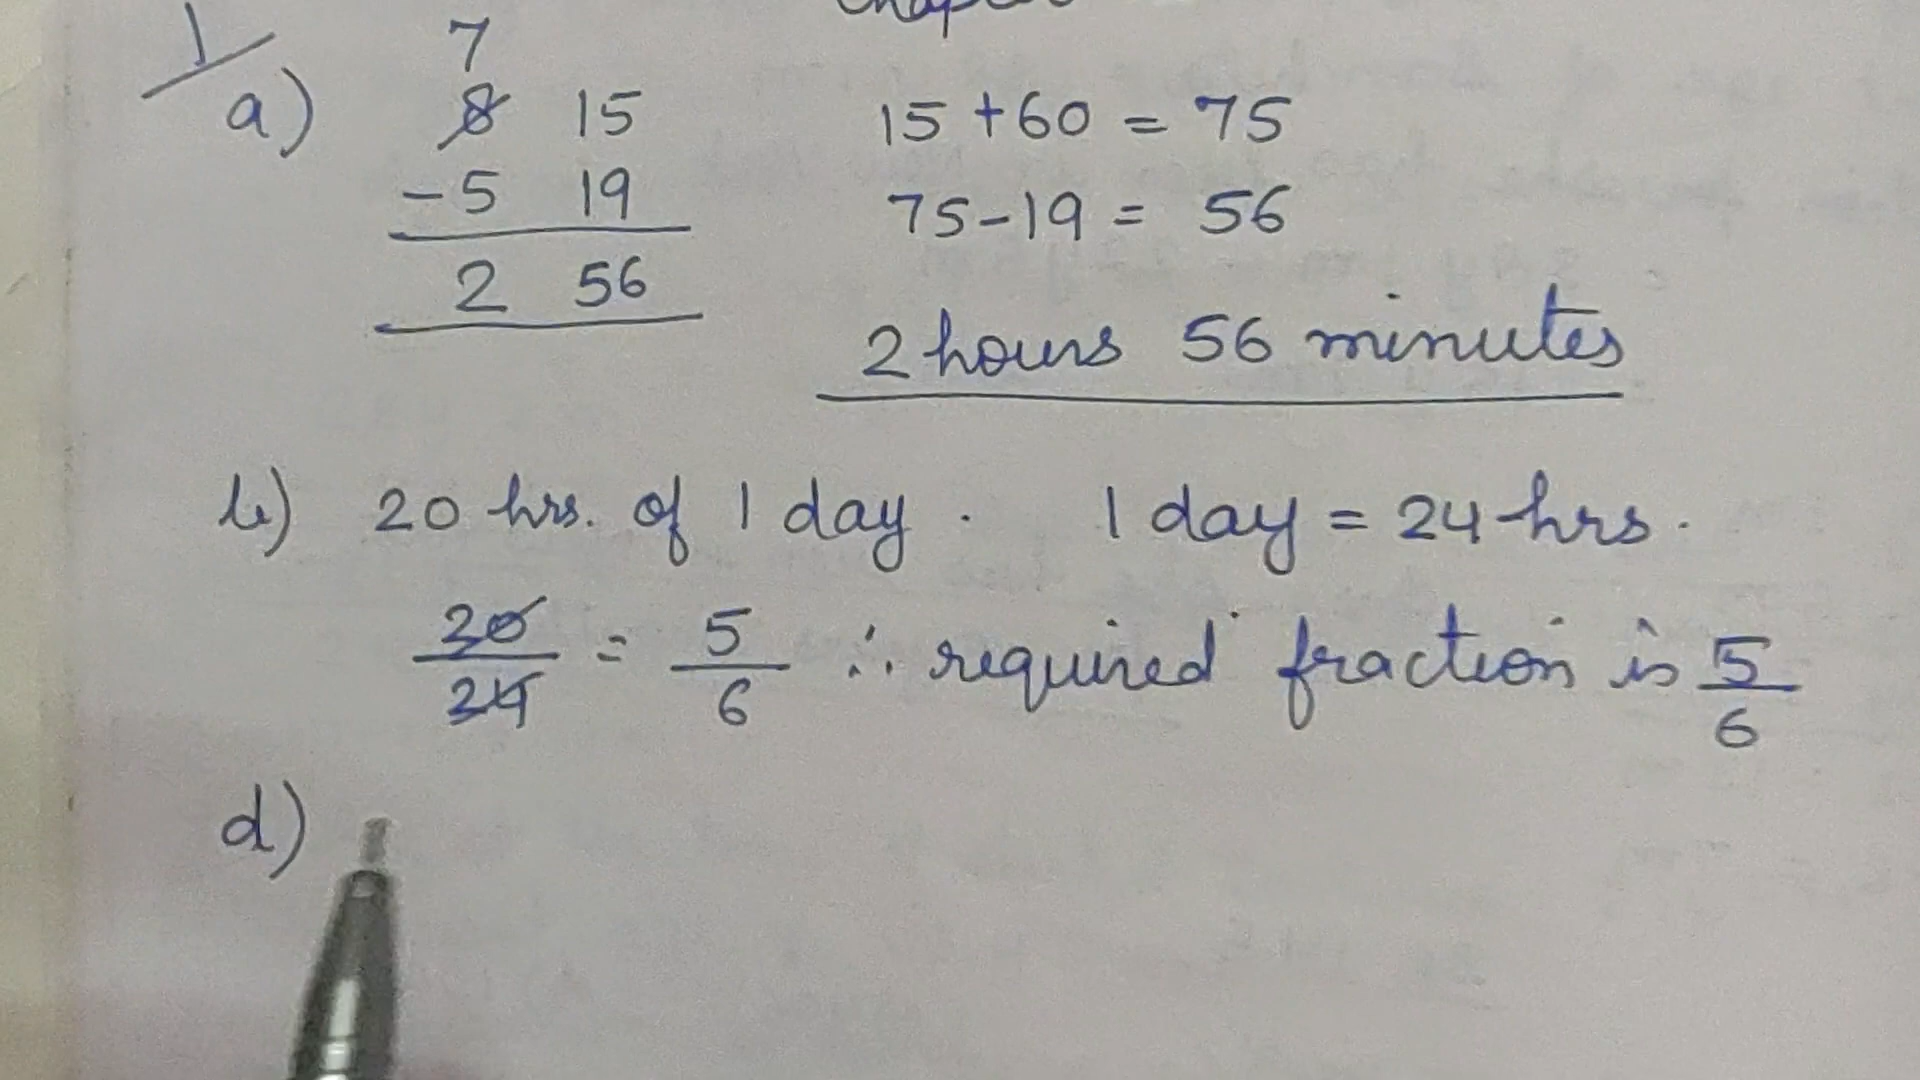 1
7
a) 8 15 15 + 60 = 75
- 5 19 75 - 19 = 56
2 56
2 hours 56 minutes
b) 20 hrs. of 1 day. 1 day = 24 hrs.
20/24 = 5/6 ∴ required fraction is 5/6
d)